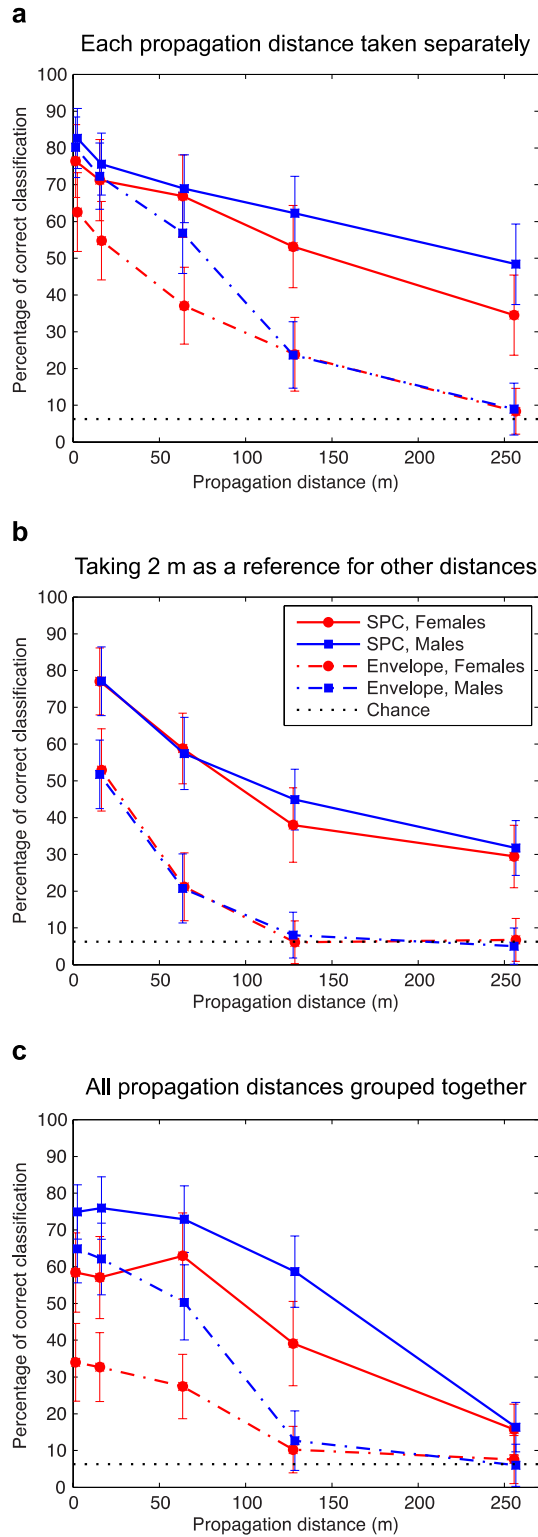 a
Each propagation distance taken separately
100
90
80
70
60
50
40
30
20
10
0
Percentage of correct classification
0 50 100 150 200 250
Propagation distance (m)
b
Taking 2 m as a reference for other distances
100
90
80
70
60
50
40
30
20
10
0
Percentage of correct classification
SPC, Females
SPC, Males
Envelope, Females
Envelope, Males
Chance
0 50 100 150 200 250
Propagation distance (m)
c
All propagation distances grouped together
100
90
80
70
60
50
40
30
20
10
0
Percentage of correct classification
0 50 100 150 200 250
Propagation distance (m)